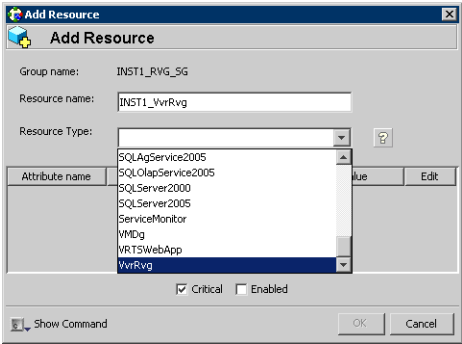 Add Resource
Add Resource
Group name: INST1_RVG_SG
Resource name: INST1_VvrRvg
Resource Type:
?
SQLAgService2005
Attribute name lue Edit
SQLOlapService2005
SQLServer2000
SQLServer2005
ServiceMonitor
VMDg
VRTSWebApp
VvrRvg
Critical Enabled
Show Command OK Cancel